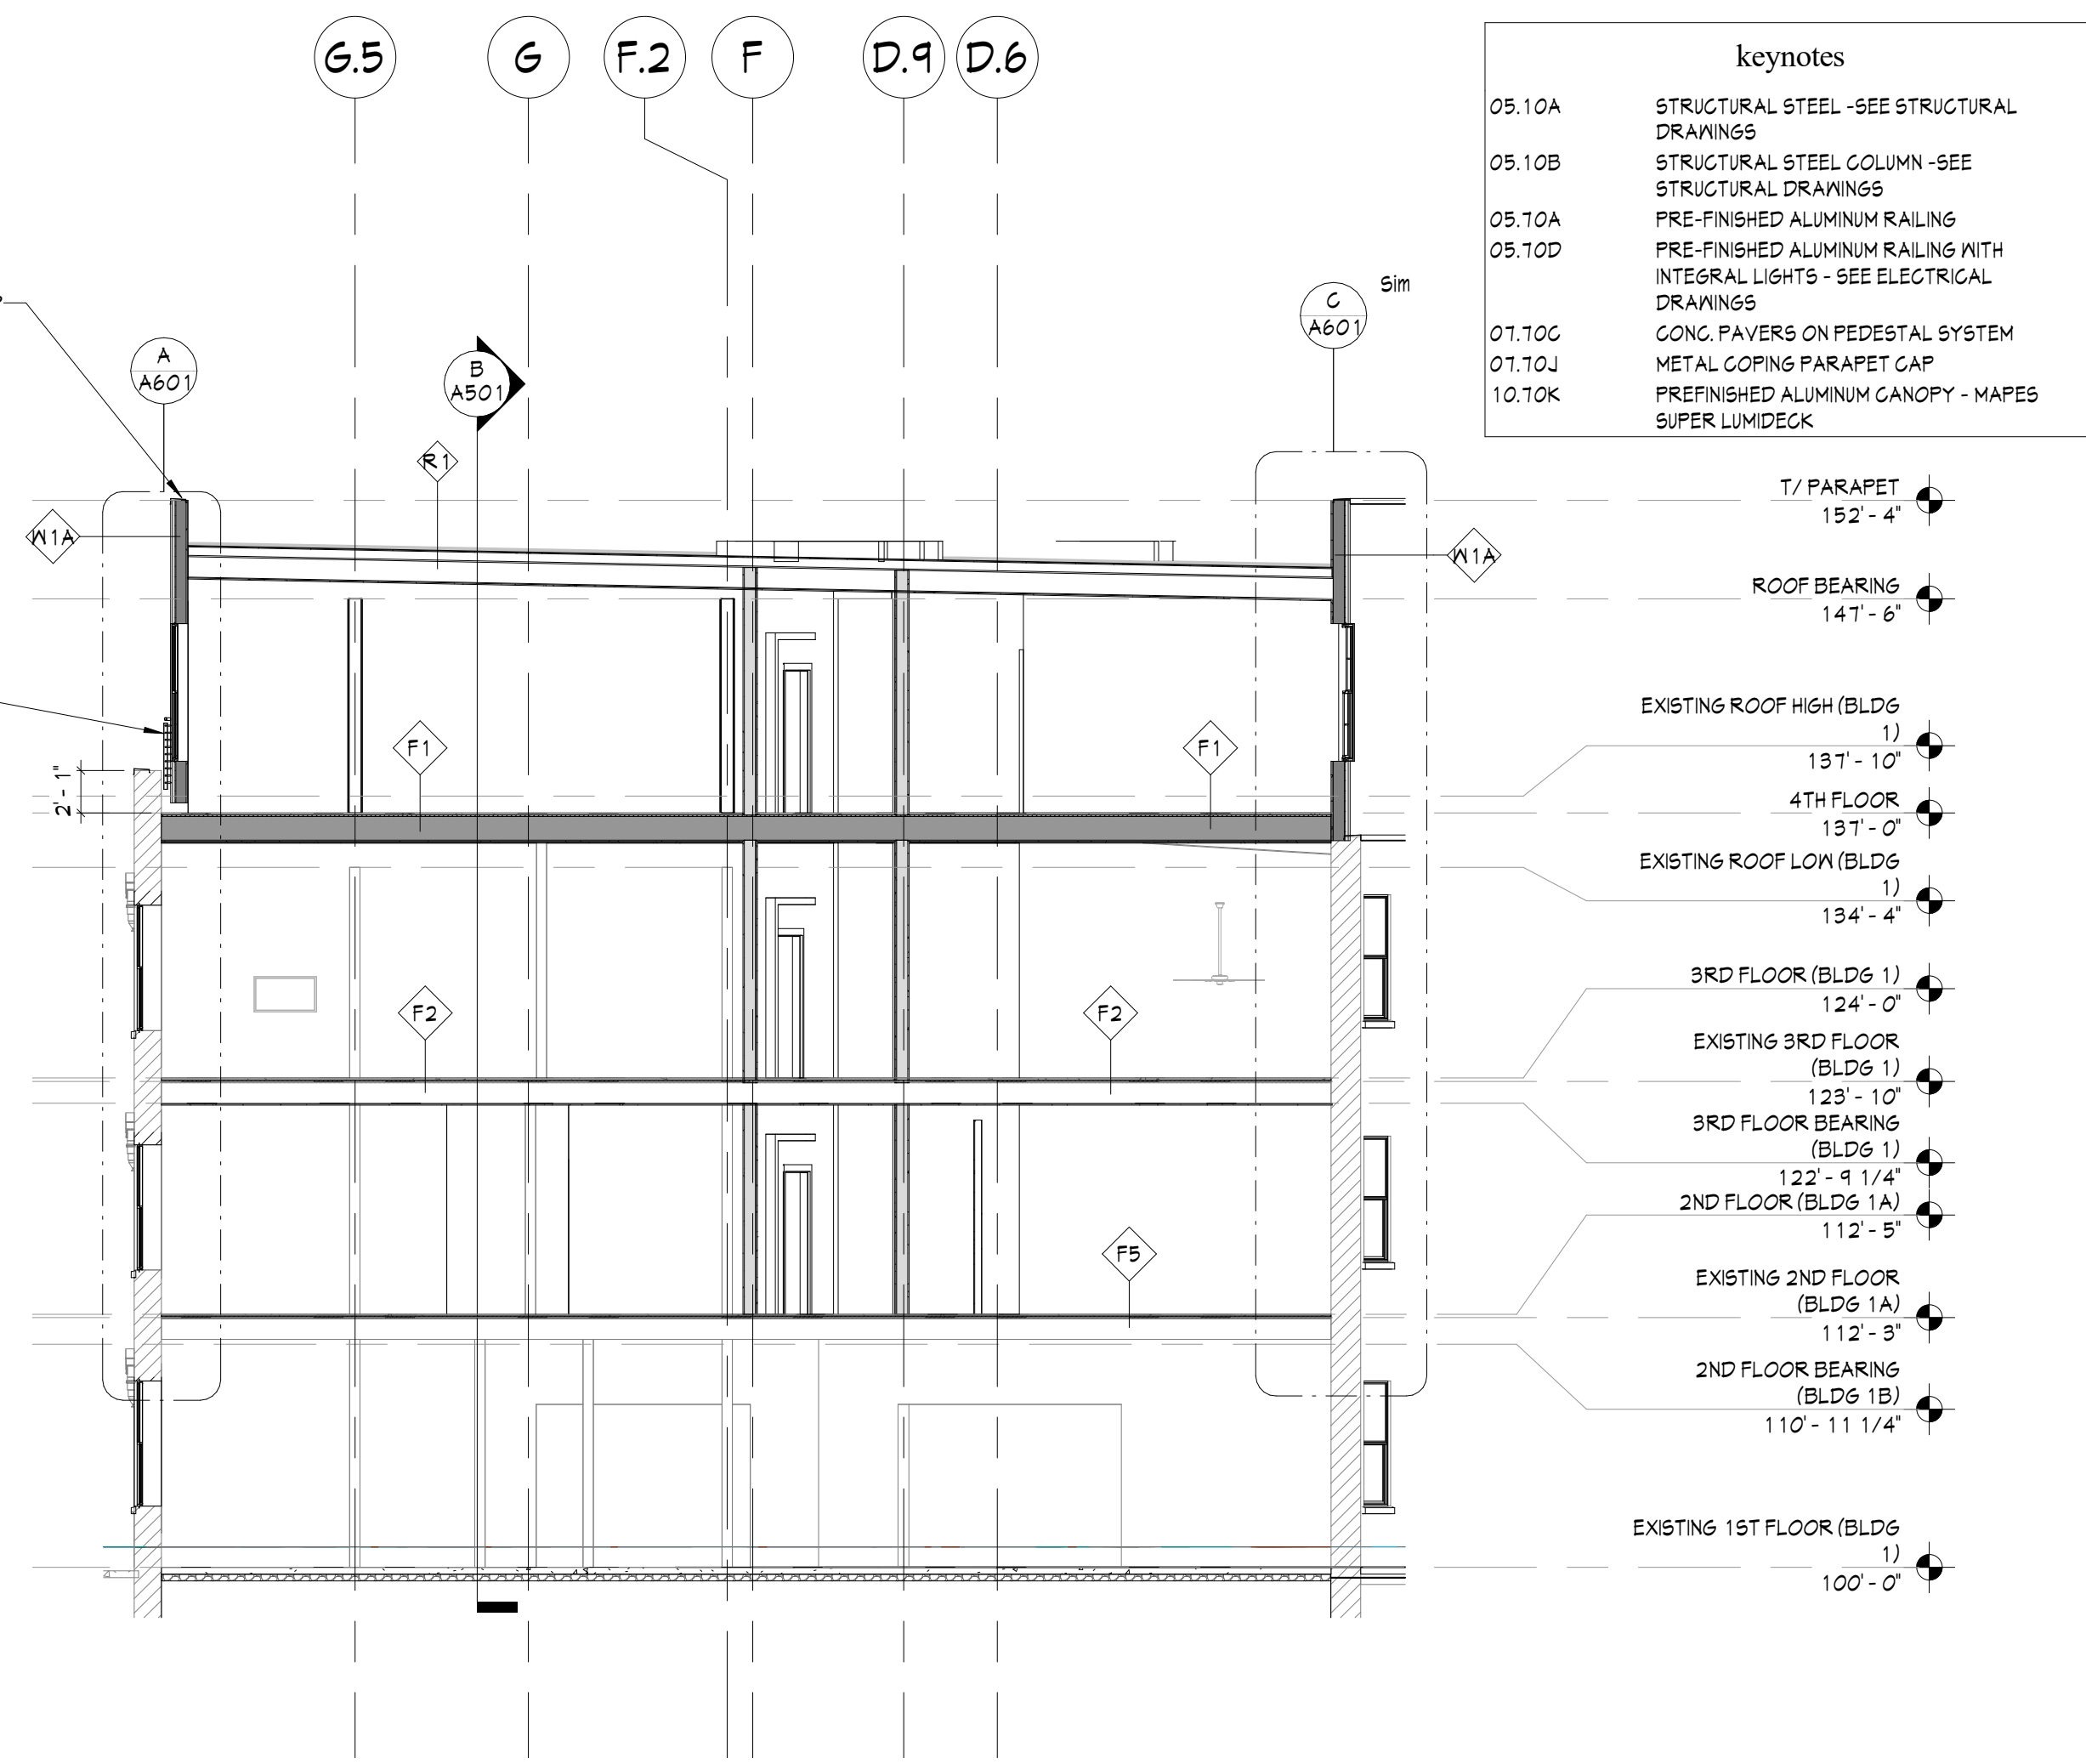 G.5
G
F.2
F
D.9
D.6
keynotes
05.10A STRUCTURAL STEEL -SEE STRUCTURAL
DRAWINGS
05.10B STRUCTURAL STEEL COLUMN -SEE
STRUCTURAL DRAWINGS
05.70A PRE-FINISHED ALUMINUM RAILING
05.70D PRE-FINISHED ALUMINUM RAILING WITH
INTEGRAL LIGHTS - SEE ELECTRICAL
DRAWINGS
07.70C CONC. PAVERS ON PEDESTAL SYSTEM
07.70J METAL COPING PARAPET CAP
10.70K PREFINISHED ALUMINUM CANOPY - MAPES
SUPER LUMIDECK
C
A601
Sim
A
A601
B
A501
R1
W1A
W1A
T/ PARAPET
152' - 4"
ROOF BEARING
147' - 6"
EXISTING ROOF HIGH (BLDG
1)
137' - 10"
F1
F1
2' - 1"
4TH FLOOR
137' - 0"
EXISTING ROOF LOW (BLDG
1)
134' - 4"
3RD FLOOR (BLDG 1)
124' - 0"
F2
F2
EXISTING 3RD FLOOR
(BLDG 1)
123' - 10"
3RD FLOOR BEARING
(BLDG 1)
122' - 9 1/4"
2ND FLOOR (BLDG 1A)
112' - 5"
F5
EXISTING 2ND FLOOR
(BLDG 1A)
112' - 3"
2ND FLOOR BEARING
(BLDG 1B)
110' - 11 1/4"
EXISTING 1ST FLOOR (BLDG
1)
100' - 0"